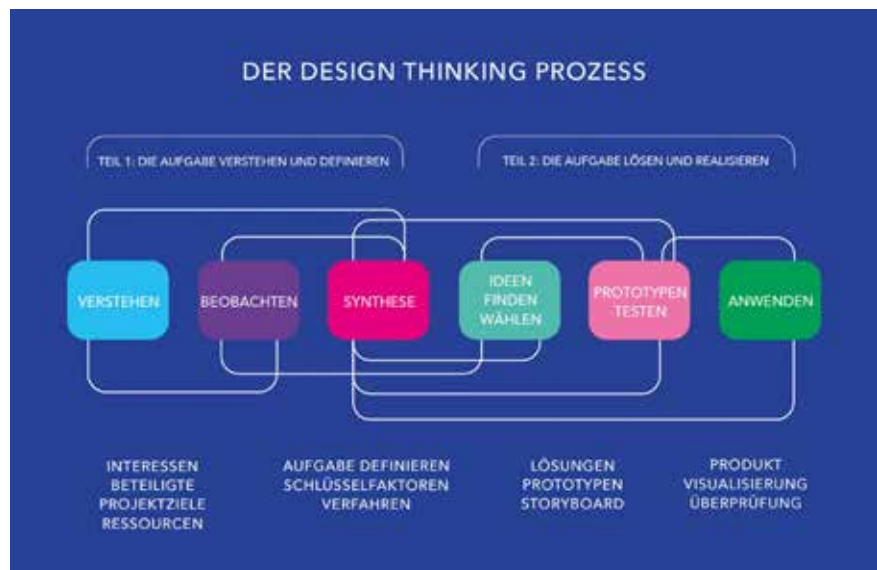 DER DESIGN THINKING PROZESS
TEIL 1: DIE AUFGABE VERSTEHEN UND DEFINIEREN
TEIL 2: DIE AUFGABE LÖSEN UND REALISIEREN
VERSTEHEN
BEOBACHTEN
SYNTHESE
IDEEN
FINDEN
WÄHLEN
PROTOTYPEN
TESTEN
ANWENDEN
INTERESSEN
BETEILIGTE
PROJEKTZIELE
RESSOURCEN
AUFGABE DEFINIEREN
SCHLÜSSELFAKTOREN
VERFAHREN
LÖSUNGEN
PROTOTYPEN
STORYBOARD
PRODUKT
VISUALISIERUNG
ÜBERPRÜFUNG